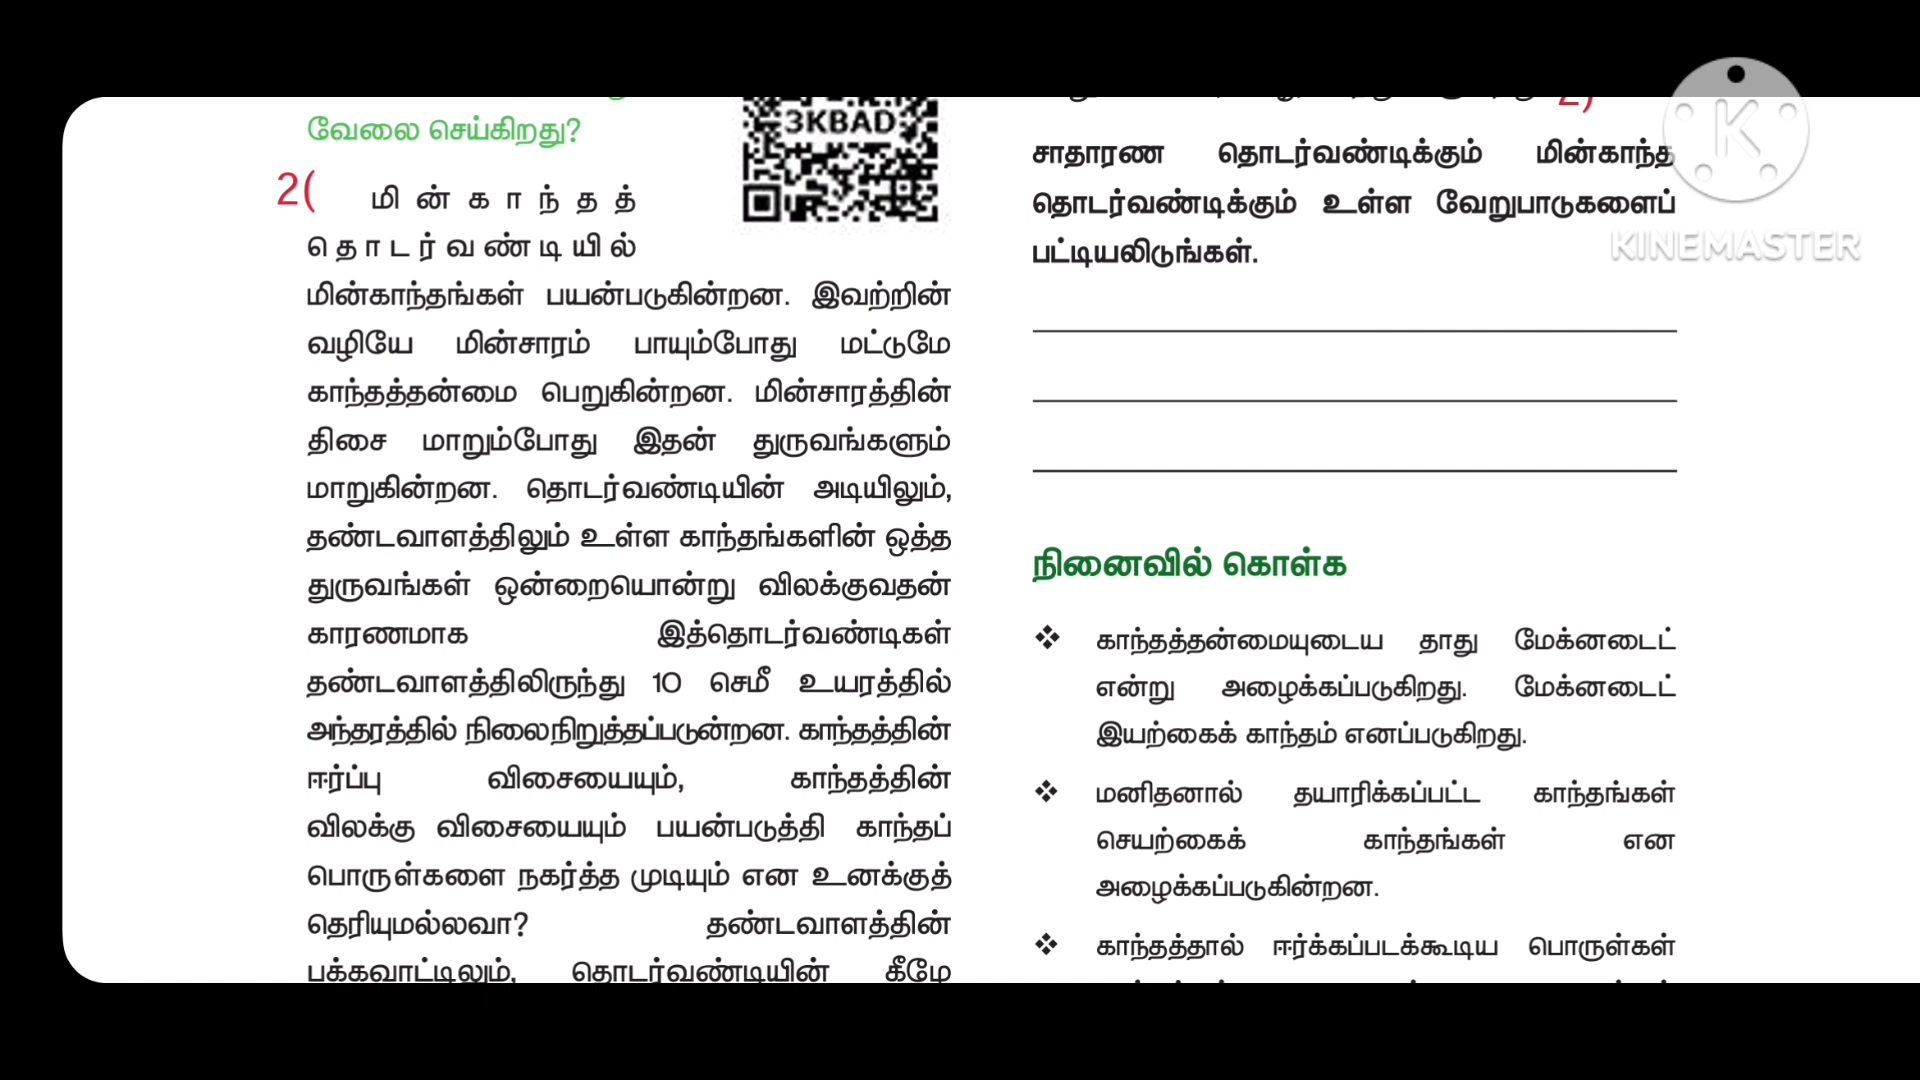 வேலை செய்கிறது?
3KBAD
2( மின்காந்தத்
தொடர்வண்டியில்
மின்காந்தங்கள் பயன்படுகின்றன. இவற்றின்
வழியே மின்சாரம் பாயும்போது மட்டுமே
காந்தத்தன்மை பெறுகின்றன. மின்சாரத்தின்
திசை மாறும்போது இதன் துருவங்களும்
மாறுகின்றன. தொடர்வண்டியின் அடியிலும்,
தண்டவாளத்திலும் உள்ள காந்தங்களின் ஒத்த
துருவங்கள் ஒன்றையொன்று விலக்குவதன்
காரணமாக இத்தொடர்வண்டிகள்
தண்டவாளத்திலிருந்து 10 செமீ உயரத்தில்
அந்தரத்தில் நிலைநிறுத்தப்படுன்றன. காந்தத்தின்
ஈர்ப்பு விசையையும், காந்தத்தின்
விலக்கு விசையையும் பயன்படுத்தி காந்தப்
பொருள்களை நகர்த்த முடியும் என உனக்குத்
தெரியுமல்லவா? தண்டவாளத்தின்
பக்கவாட்டிலும், தொடர்வண்டியின் கீழே
2)
சாதாரண தொடர்வண்டிக்கும் மின்காந்த
தொடர்வண்டிக்கும் உள்ள வேறுபாடுகளைப்
பட்டியலிடுங்கள்.
நினைவில் கொள்க
❖ காந்தத்தன்மையுடைய தாது மேக்னடைட்
என்று அழைக்கப்படுகிறது. மேக்னடைட்
இயற்கைக் காந்தம் எனப்படுகிறது.
❖ மனிதனால் தயாரிக்கப்பட்ட காந்தங்கள்
செயற்கைக் காந்தங்கள் என
அழைக்கப்படுகின்றன.
❖ காந்தத்தால் ஈர்க்கப்படக்கூடிய பொருள்கள்
K
KINEMASTER